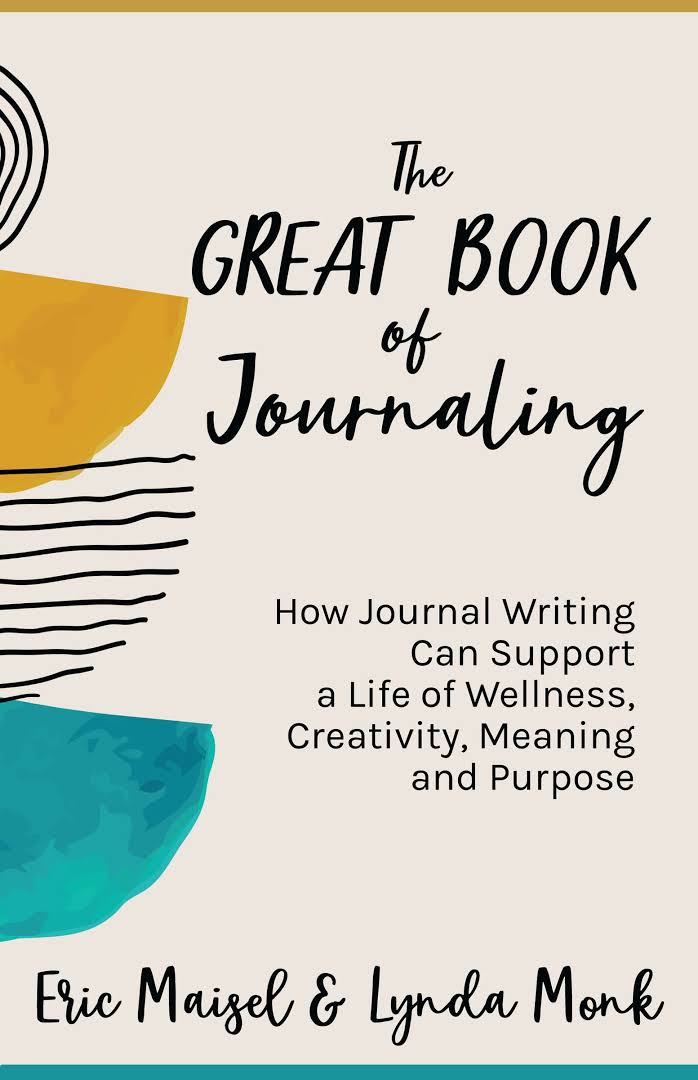 The
GREAT BOOK
of
Journaling
How Journal Writing
Can Support
a Life of Wellness,
Creativity, Meaning
and Purpose
Eric Maisel & Lynda Monk